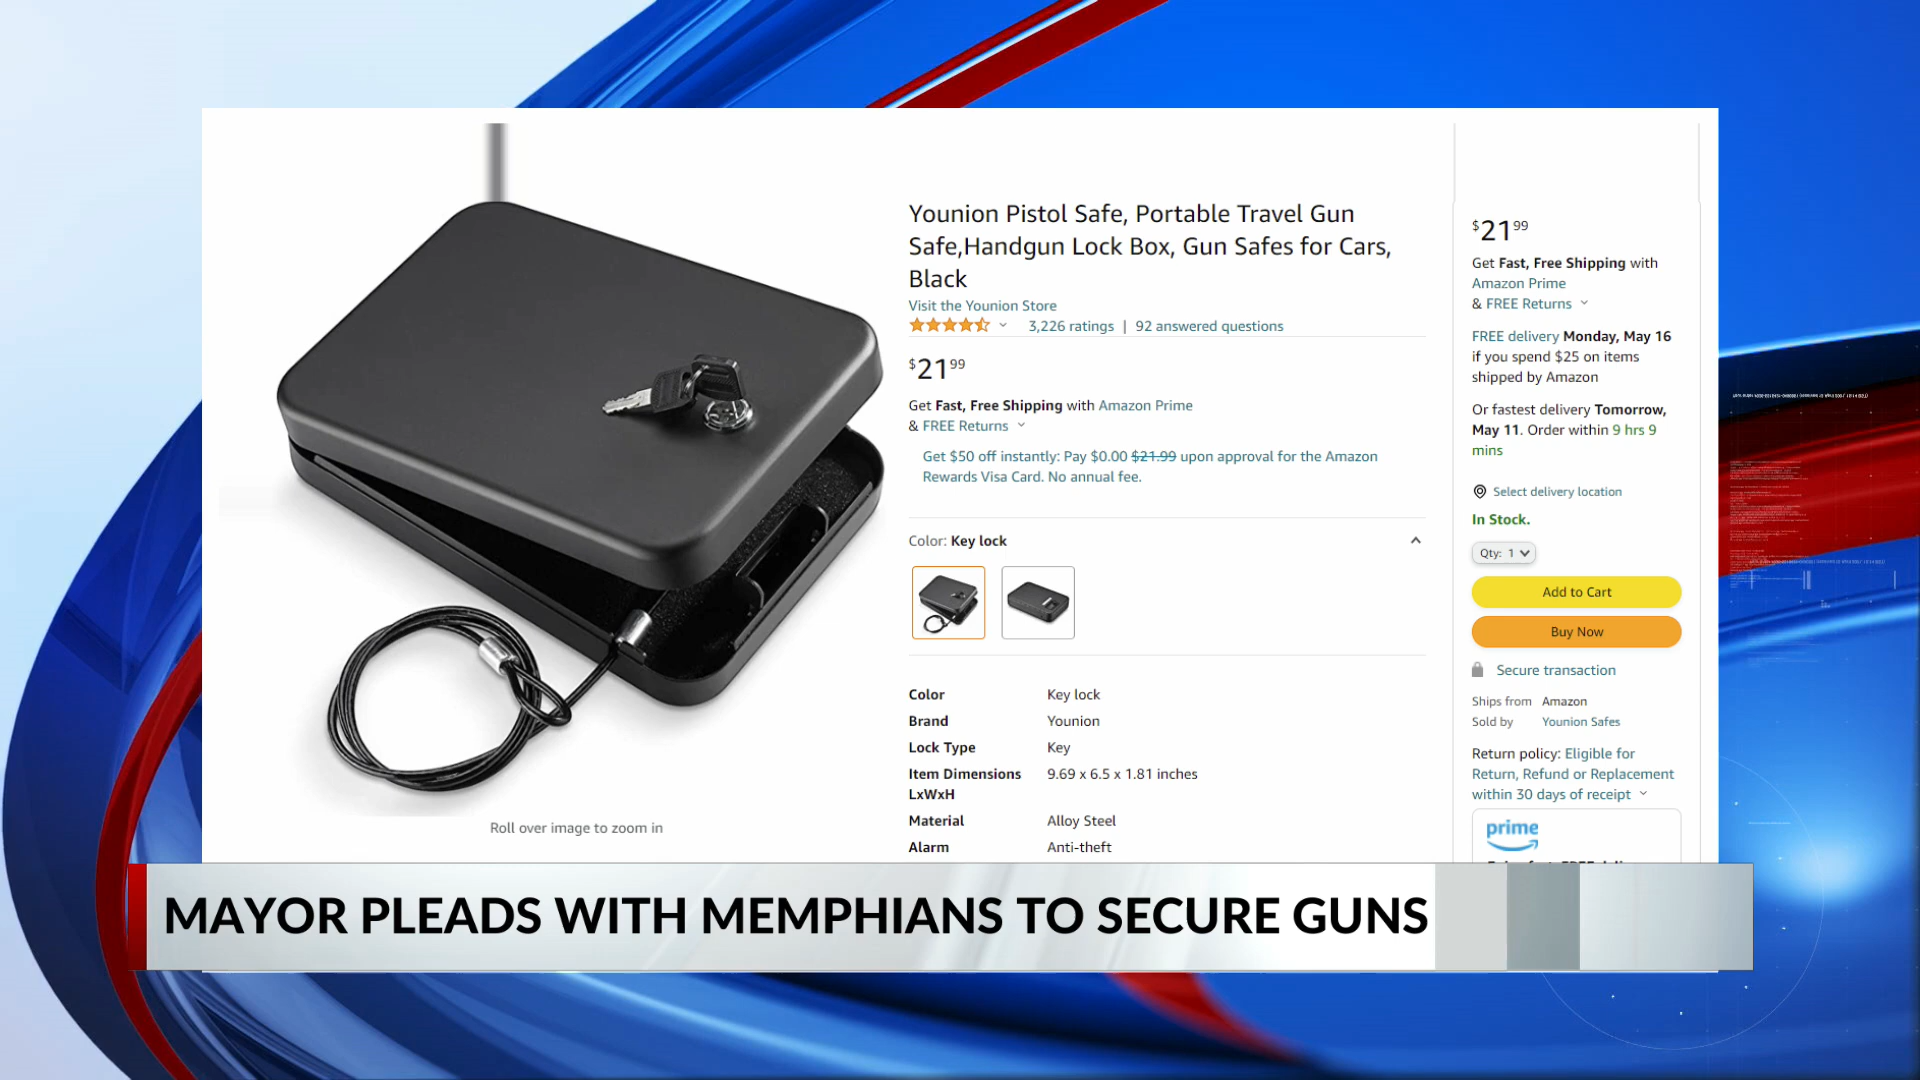 Younion Pistol Safe, Portable Travel Gun
Safe,Handgun Lock Box, Gun Safes for Cars,
Black
Visit the Younion Store
3,226 ratings | 92 answered questions
$21 99
Get Fast, Free Shipping with Amazon Prime
& FREE Returns
Get $50 off instantly: Pay $0.00 $21.99 upon approval for the Amazon
Rewards Visa Card. No annual fee.
Color: Key lock
Color Key lock
Brand Younion
Lock Type Key
Item Dimensions 9.69 x 6.5 x 1.81 inches
LxWxH
Material Alloy Steel
Alarm Anti-theft
Roll over image to zoom in
$21 99
Get Fast, Free Shipping with
Amazon Prime
& FREE Returns
FREE delivery Monday, May 16
if you spend $25 on items
shipped by Amazon
Or fastest delivery Tomorrow,
May 11. Order within 9 hrs 9
mins
Select delivery location
In Stock.
Qty: 1
Add to Cart
Buy Now
Secure transaction
Ships from Amazon
Sold by Younion Safes
Return policy: Eligible for
Return, Refund or Replacement
within 30 days of receipt
prime
MAYOR PLEADS WITH MEMPHIANS TO SECURE GUNS